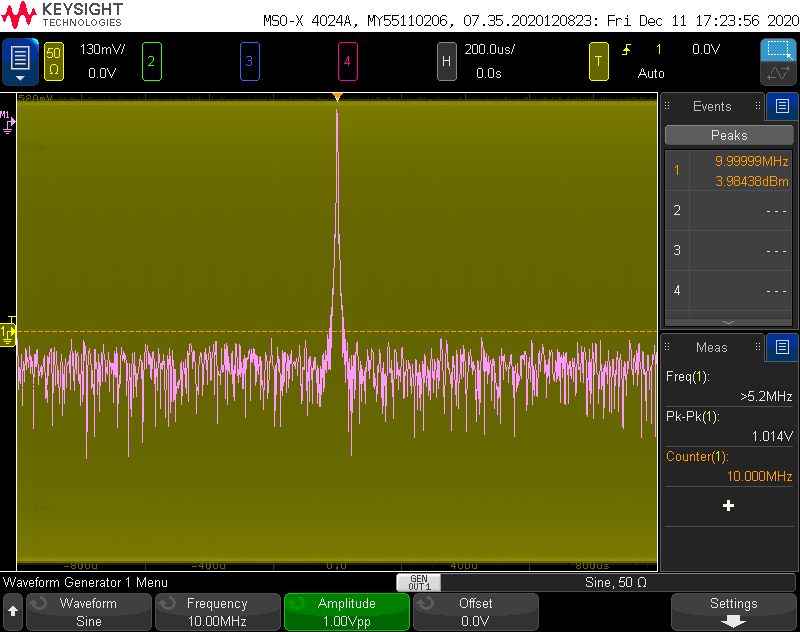 KEYSIGHT
TECHNOLOGIES
MSO-X 4024A, MY55110206, 07.35.2020120823: Fri Dec 11 17:23:56 2020
50 Ω
130mV/
0.0V
2
3
4
H
200.0us/
0.0s
T
1
0.0V
Auto
520mV
M1
T
1
-800u
-400u
0.0
400u
800us
Events
Peaks
1
9.99999MHz
3.98438dBm
2
---
3
---
4
---
Meas
Freq(1):
>5.2MHz
Pk-Pk(1):
1.014V
Counter(1):
10.000MHz
Waveform Generator 1 Menu
GEN
OUT1
Sine, 50 Ω
Waveform
Sine
Frequency
10.00MHz
Amplitude
1.00Vpp
Offset
0.0V
Settings